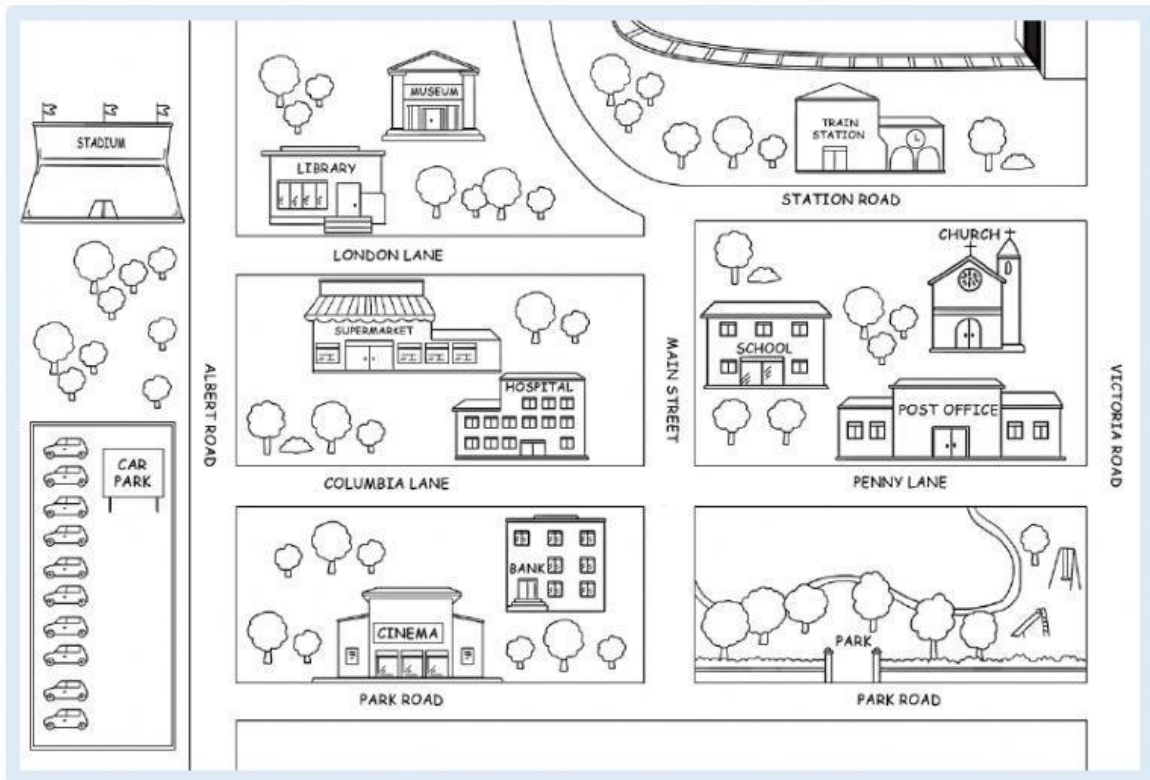 MUSEUM
TRAIN
STATION
STADIUM
LIBRARY
STATION ROAD
CHURCH
LONDON LANE
SUPERMARKET
SCHOOL
MAIN STREET
ALBERT ROAD
VICTORIA ROAD
HOSPITAL
POST OFFICE
CAR
PARK
COLUMBIA LANE
PENNY LANE
BANK
CINEMA
PARK
PARK ROAD
PARK ROAD